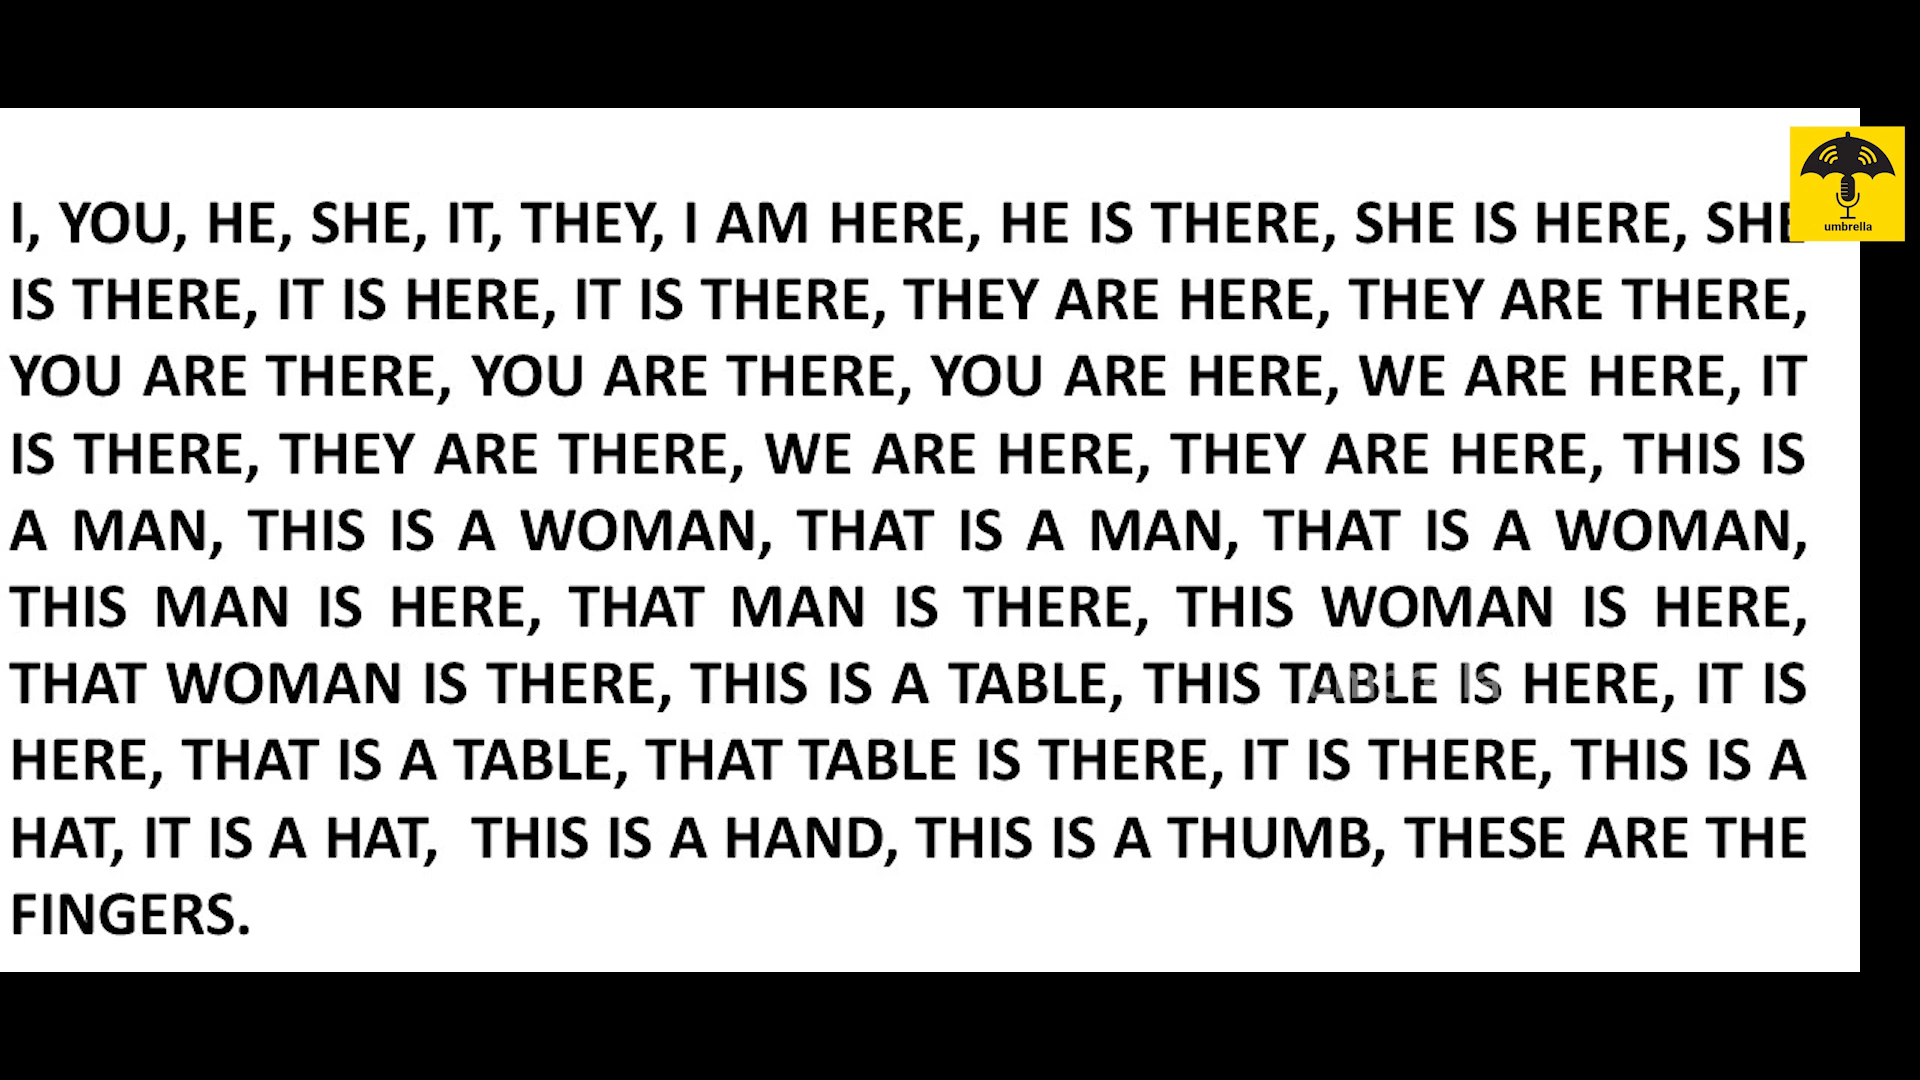 I, YOU, HE, SHE, IT, THEY, I AM HERE, HE IS THERE, SHE IS HERE, SHE
IS THERE, IT IS HERE, IT IS THERE, THEY ARE HERE, THEY ARE THERE,
YOU ARE THERE, YOU ARE THERE, YOU ARE HERE, WE ARE HERE, IT
IS THERE, THEY ARE THERE, WE ARE HERE, THEY ARE HERE, THIS IS
A MAN, THIS IS A WOMAN, THAT IS A MAN, THAT IS A WOMAN,
THIS MAN IS HERE, THAT MAN IS THERE, THIS WOMAN IS HERE,
THAT WOMAN IS THERE, THIS IS A TABLE, THIS TABLE IS HERE, IT IS
HERE, THAT IS A TABLE, THAT TABLE IS THERE, IT IS THERE, THIS IS A
HAT, IT IS A HAT, THIS IS A HAND, THIS IS A THUMB, THESE ARE THE
FINGERS.
umbrella